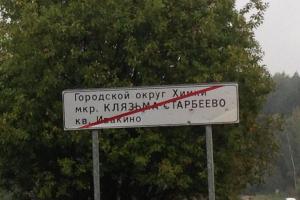 Городской округ Химки
мкр. КЛЯЗЬМА-СТАРБЕЕВО
кв. Ивакино